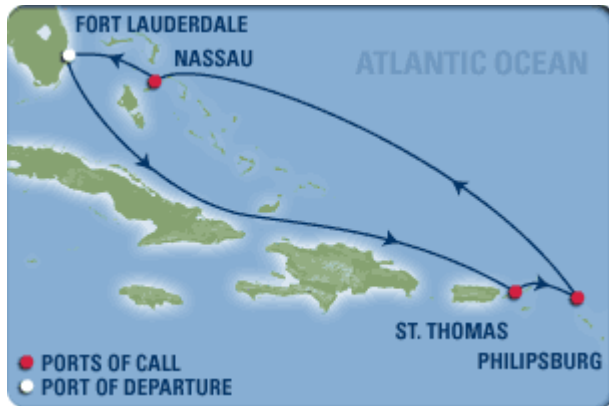 FORT LAUDERDALE
NASSAU
ATLANTIC OCEAN
ST. THOMAS
PHILIPSBURG
PORTS OF CALL
PORT OF DEPARTURE